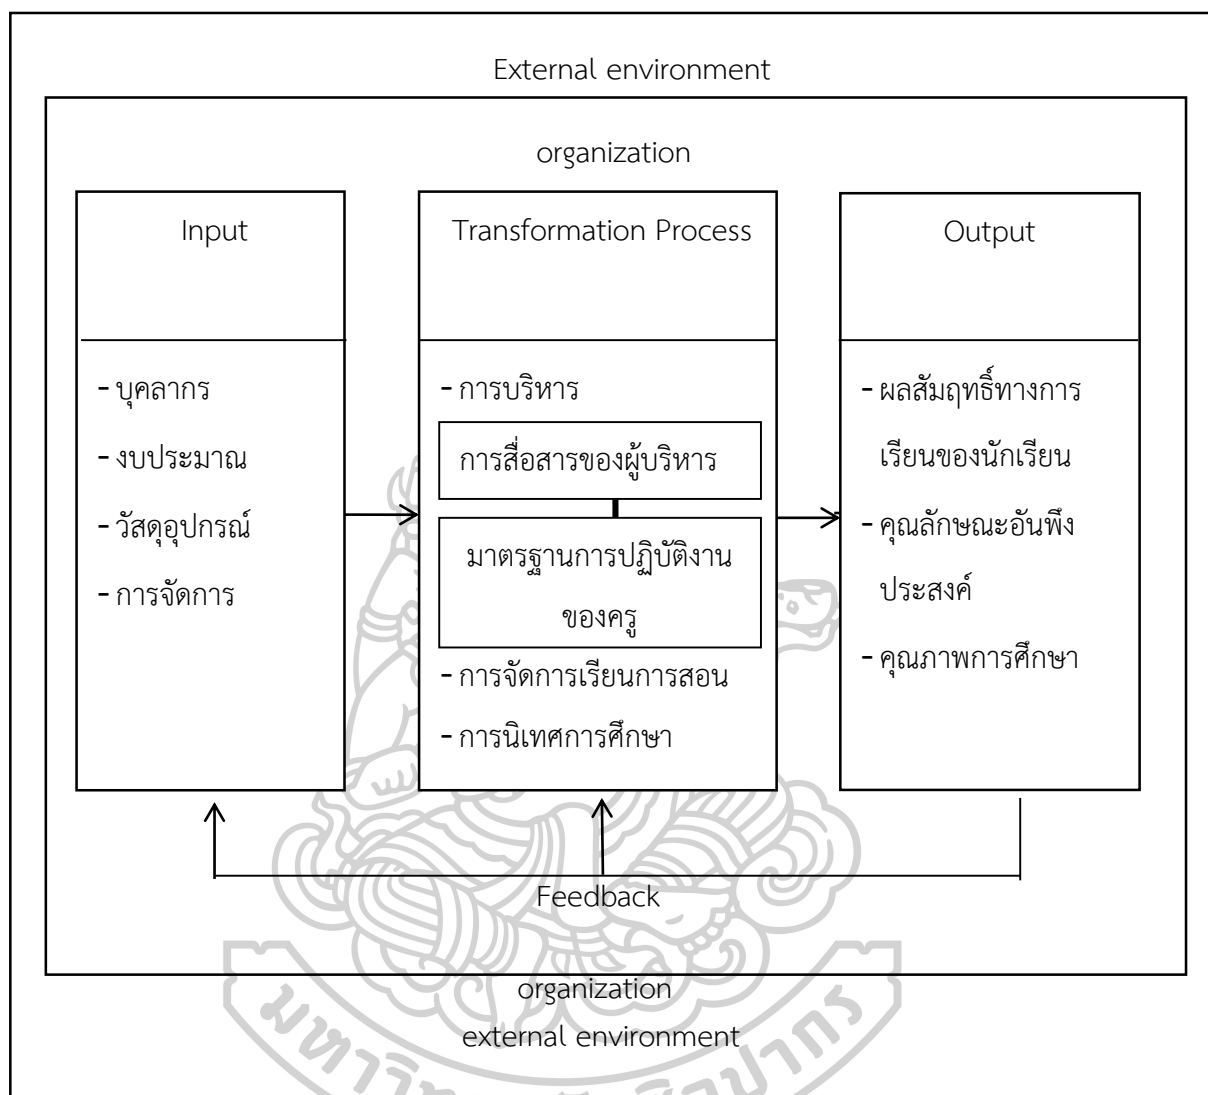 External environment
organization
Input
- บุคลากร
- งบประมาณ
- วัสดุอุปกรณ์
- การจัดการ
Transformation Process
- การบริหาร
การสื่อสารของผู้บริหาร
มาตรฐานการปฏิบัติงาน
ของครู
- การจัดการเรียนการสอน
- การนิเทศการศึกษา
Output
- ผลสัมฤทธิ์ทางการ
เรียนของนักเรียน
- คุณลักษณะอันพึง
ประสงค์
- คุณภาพการศึกษา
Feedback
organization
external environment